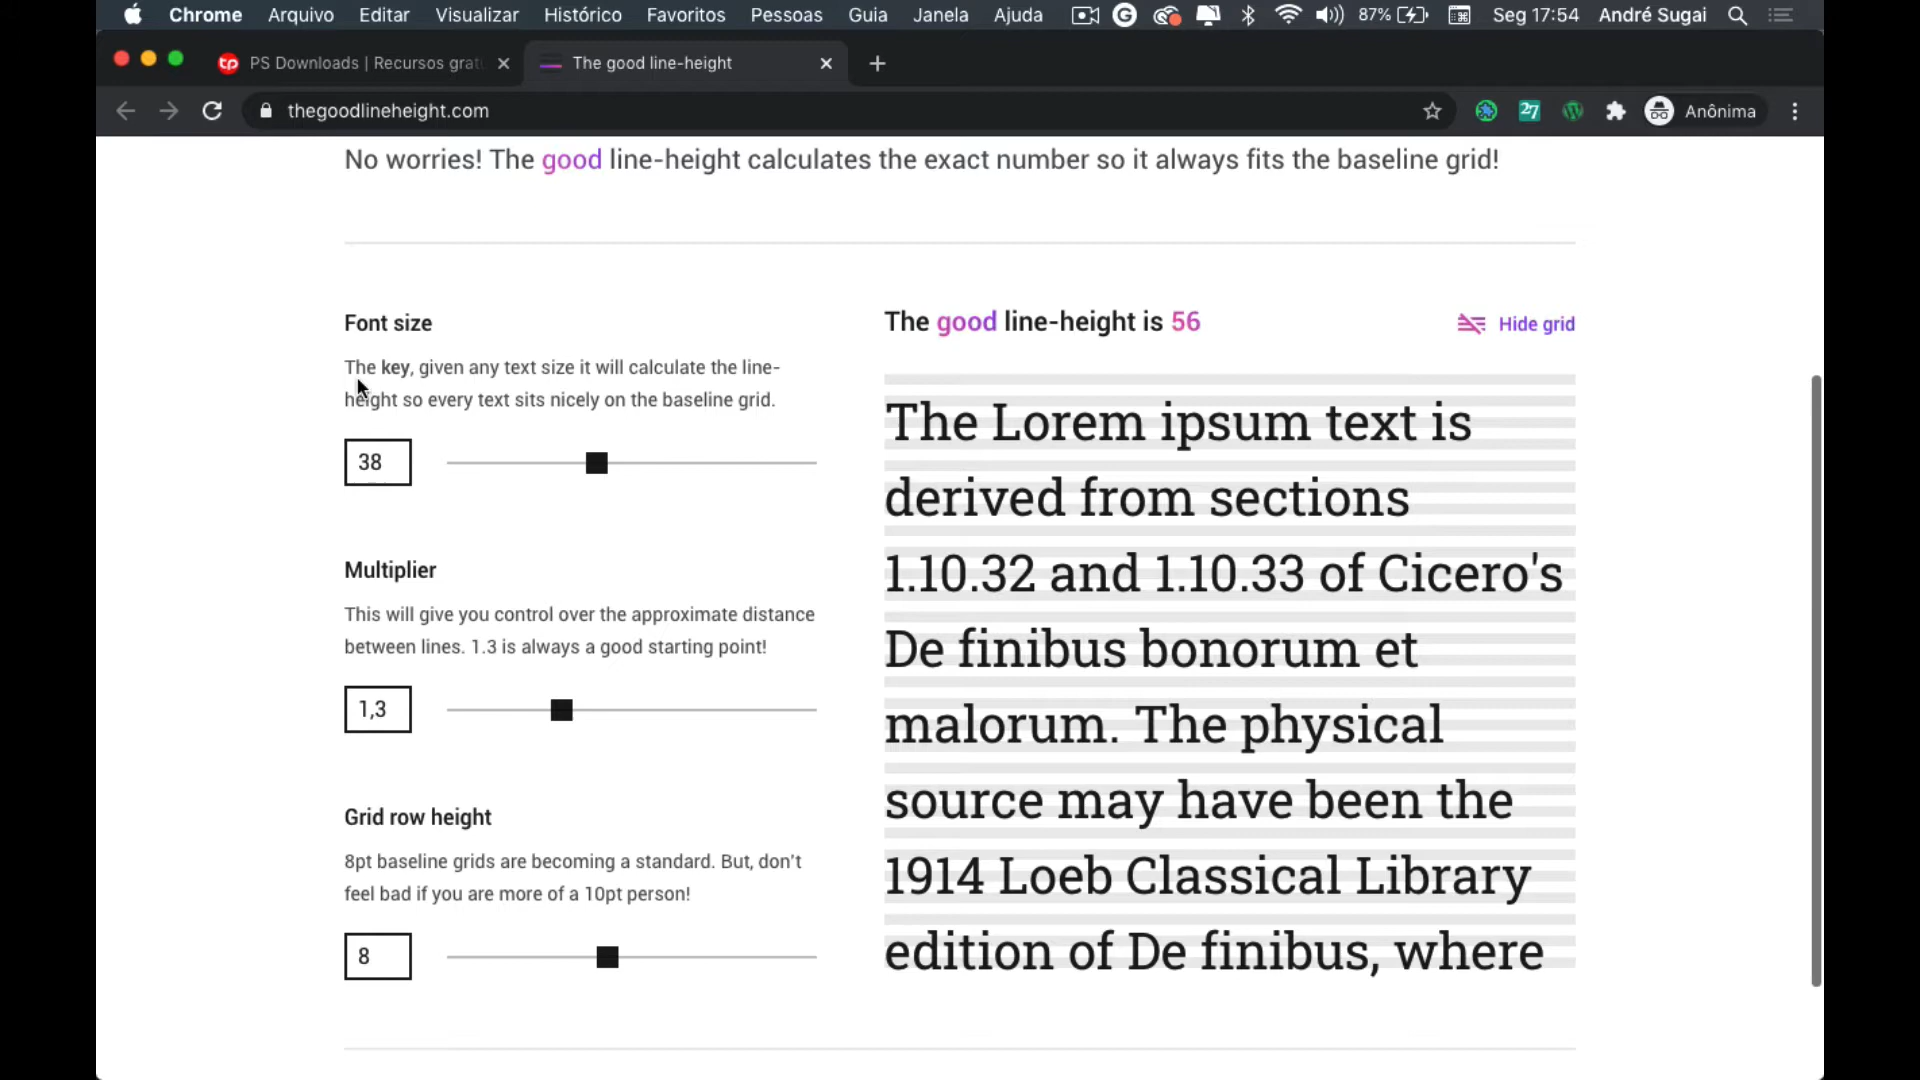 Chrome Arquivo Editar Visualizar Histórico Favoritos Pessoas Guia Janela Ajuda 87% Seg 17:54 André Sugai
PS Downloads | Recursos grat
The good line-height
thegoodlineheight.com
27
Anônima
No worries! The good line-height calculates the exact number so it always fits the baseline grid!
Font size
The key, given any text size it will calculate the line-
height so every text sits nicely on the baseline grid.
38
Multiplier
This will give you control over the approximate distance
between lines. 1.3 is always a good starting point!
1,3
Grid row height
8pt baseline grids are becoming a standard. But, don't
feel bad if you are more of a 10pt person!
8
The good line-height is 56
Hide grid
The Lorem ipsum text is
derived from sections
1.10.32 and 1.10.33 of Cicero's
De finibus bonorum et
malorum. The physical
source may have been the
1914 Loeb Classical Library
edition of De finibus, where